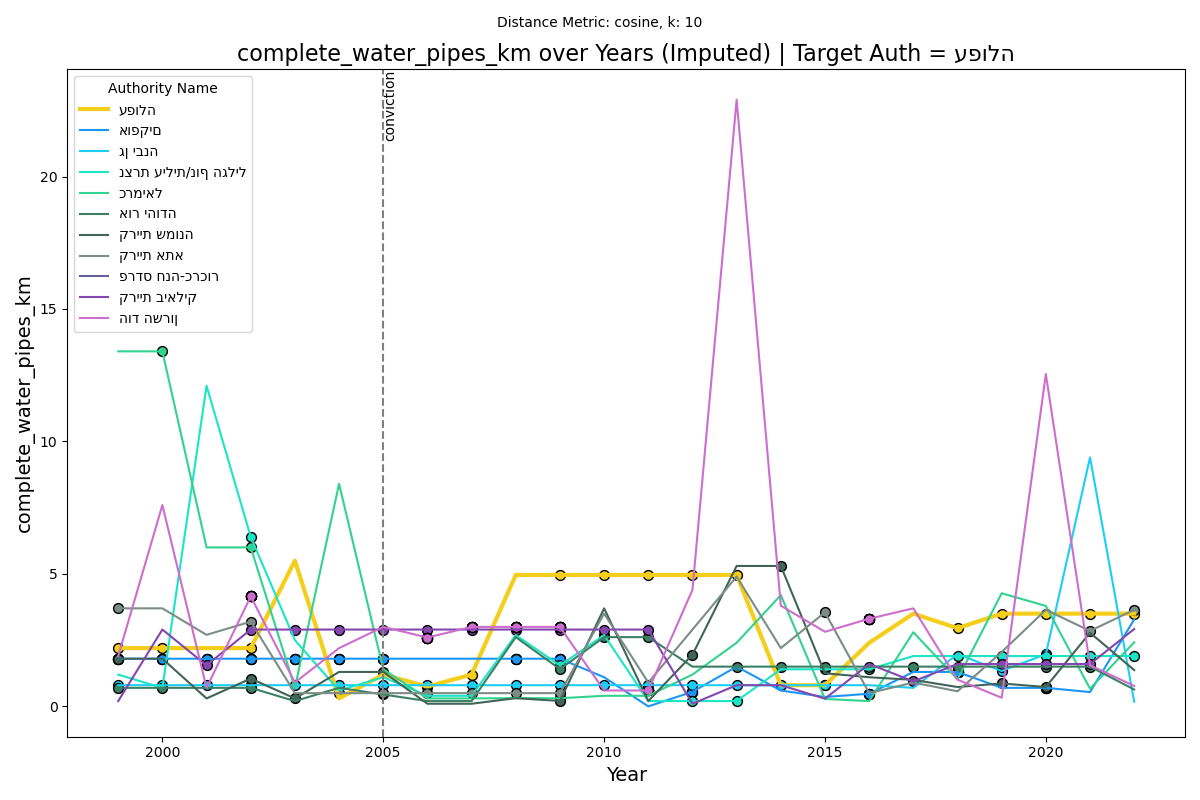 Distance Metric: cosine, k: 10
complete_water_pipes_km over Years (Imputed) | Target Auth = עפולה
conviction
Authority Name
עפולה
אופקים
גן יבנה
נצרת עילית/נוף הגליל
כרמיאל
אור יהודה
קריית שמונה
קריית אתא
פרדס חנה-כרכור
קריית ביאליק
הוד השרון
complete_water_pipes_km
20
15
10
5
0
2000 2005 2010 2015 2020
Year